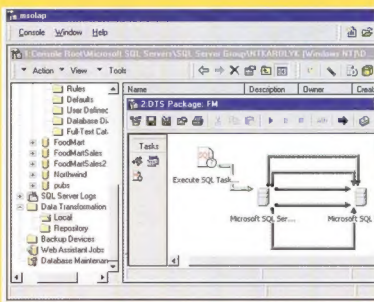 msolap
Console Window Help
1 Console Root\Microsoft SQL Servers\SQL Server Group\NTKARDLYK (Windows NT/
Action View Tools
Name Description Owner
Rules
Defaults
User Defined
Database Di
Full-Text Cat
FoodMart
FoodMartSales
FoodMartSales2
Northwind
pubs
SQL Server Logs
Data Transformation
Local
Repository
Backup Devices
Web Assistant Jobs
Database Maintenan
2:DTS Package: FM
Tasks
Execute SQL Task...
Microsoft SQL Ser...
Microsoft SQL